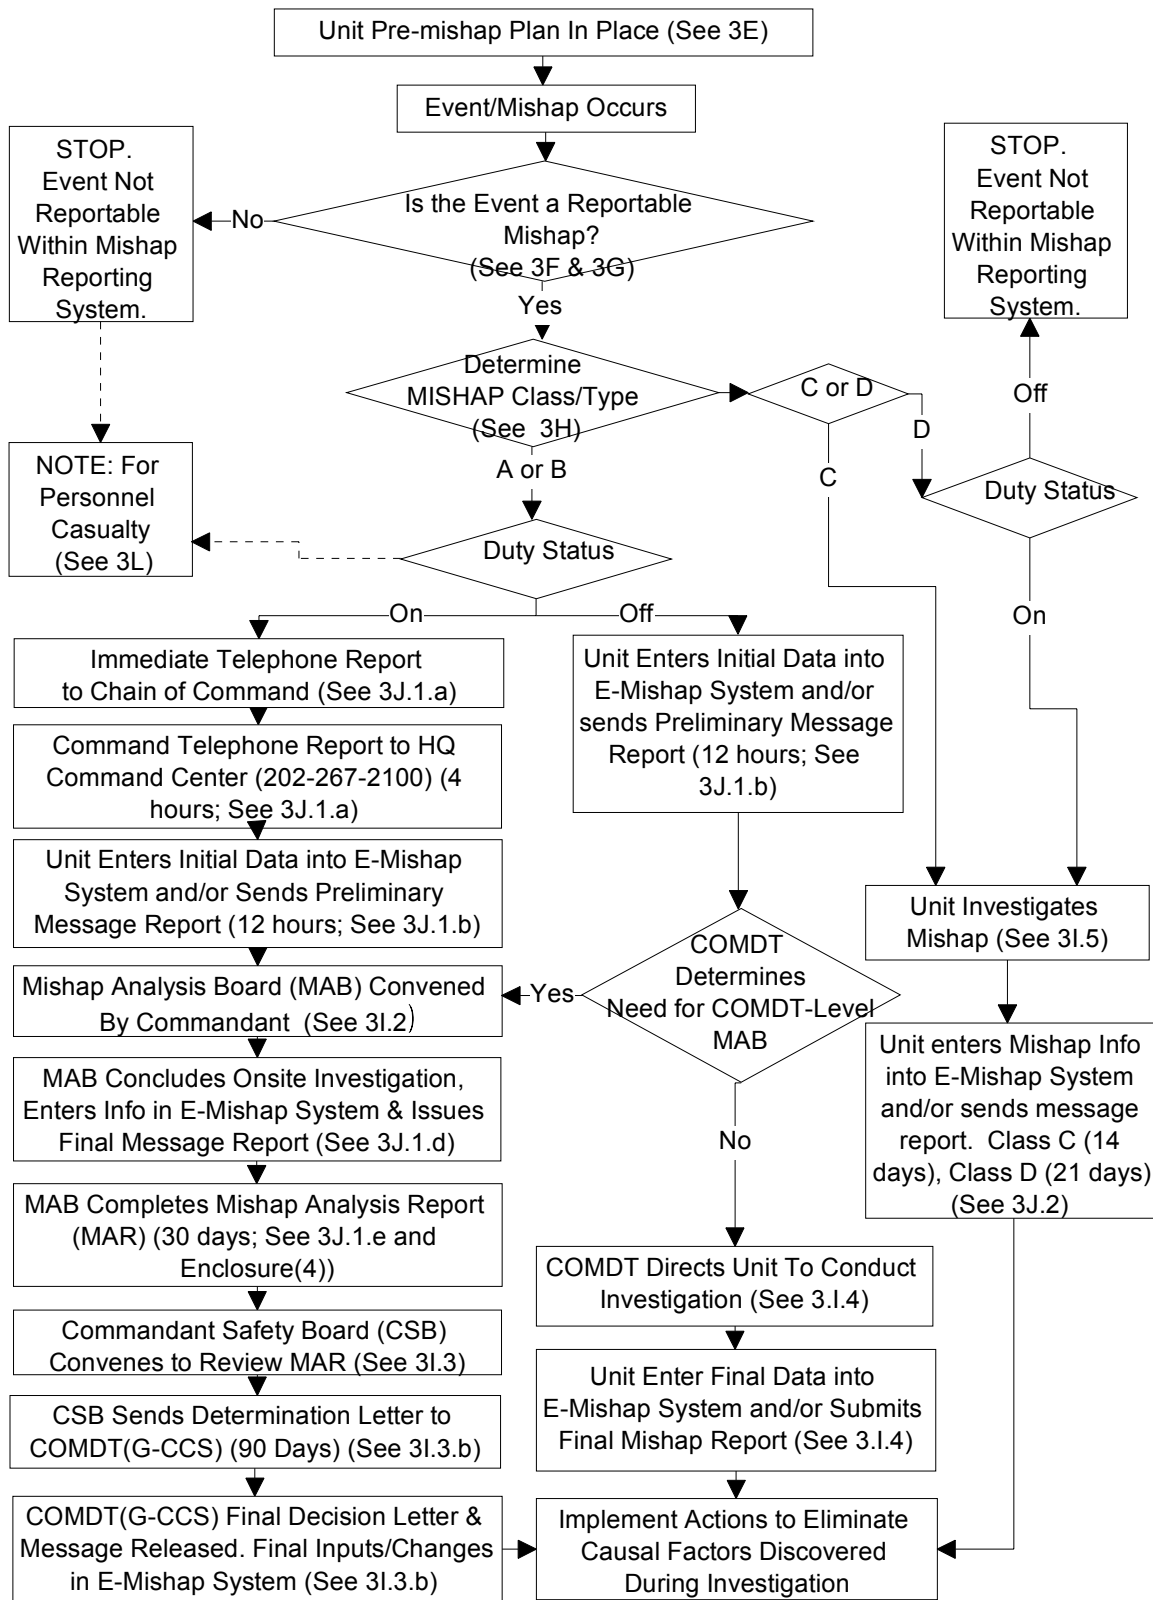 Unit Pre-mishap Plan In Place (See 3E)
Event/Mishap Occurs
STOP.
Event Not
Reportable
Within Mishap
Reporting
System.
No
Is the Event a Reportable
Mishap?
(See 3F & 3G)
STOP.
Event Not
Reportable
Within Mishap
Reporting
System.
Yes
Determine
MISHAP Class/Type
(See 3H)
C or D
Off
D
C
A or B
NOTE: For
Personnel
Casualty
(See 3L)
Duty Status
Duty Status
On
Off
On
Immediate Telephone Report
to Chain of Command (See 3J.1.a)
Command Telephone Report to HQ
Command Center (202-267-2100) (4
hours; See 3J.1.a)
Unit Enters Initial Data into E-Mishap
System and/or Sends Preliminary
Message Report (12 hours; See 3J.1.b)
Unit Enters Initial Data into
E-Mishap System and/or
sends Preliminary Message
Report (12 hours; See
3J.1.b)
Mishap Analysis Board (MAB) Convened
By Commandant (See 3I.2)
Yes
COMDT
Determines
Need for COMDT-Level
MAB
Unit Investigates
Mishap (See 3I.5)
MAB Concludes Onsite Investigation,
Enters Info in E-Mishap System & Issues
Final Message Report (See 3J.1.d)
No
Unit enters Mishap Info
into E-Mishap System
and/or sends message
report. Class C (14
days), Class D (21 days)
(See 3J.2)
MAB Completes Mishap Analysis Report
(MAR) (30 days; See 3J.1.e and
Enclosure(4))
COMDT Directs Unit To Conduct
Investigation (See 3.I.4)
Commandant Safety Board (CSB)
Convenes to Review MAR (See 3I.3)
Unit Enter Final Data into
E-Mishap System and/or Submits
Final Mishap Report (See 3.I.4)
CSB Sends Determination Letter to
COMDT(G-CCS) (90 Days) (See 3I.3.b)
COMDT(G-CCS) Final Decision Letter &
Message Released. Final Inputs/Changes
in E-Mishap System (See 3I.3.b)
Implement Actions to Eliminate
Causal Factors Discovered
During Investigation